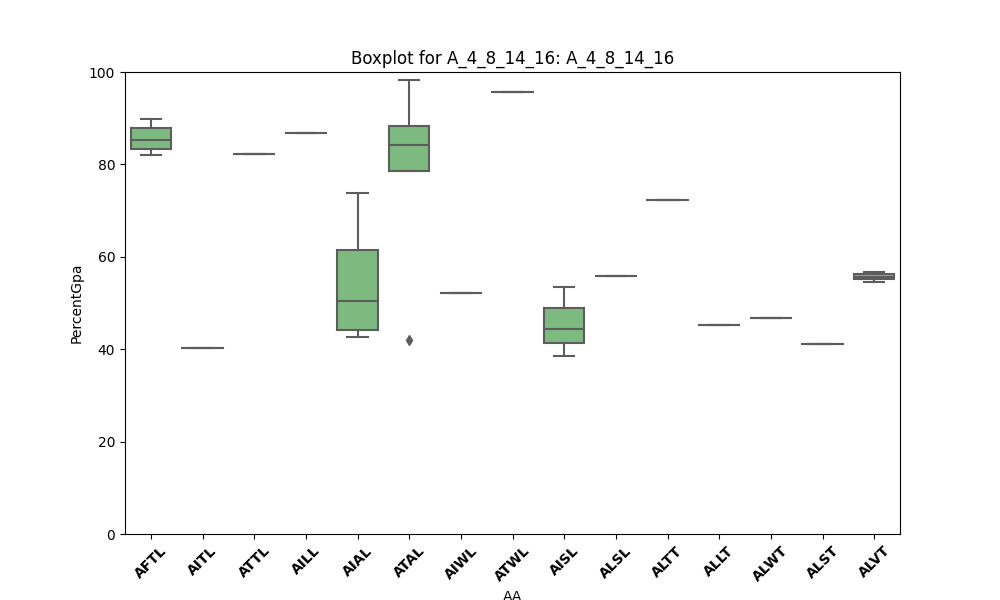 Boxplot for A_4_8_14_16: A_4_8_14_16
100
80
60
40
20
0
PercentGpa
AFTL AITL ATTL AILL AIAL ATAL AIWL ATWL AISL ALSL ALTT ALLT ALWT ALST ALVT
AA